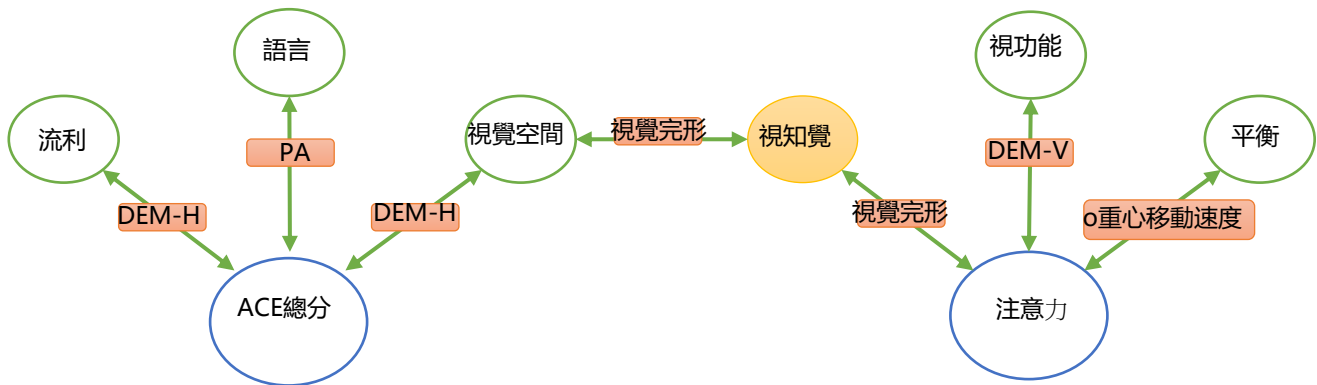 語言
視功能
流利
視覺空間
視覺完形
視知覺
平衡
PA
DEM-V
DEM-H
DEM-H
視覺完形
o重心移動速度
ACE總分
注意力